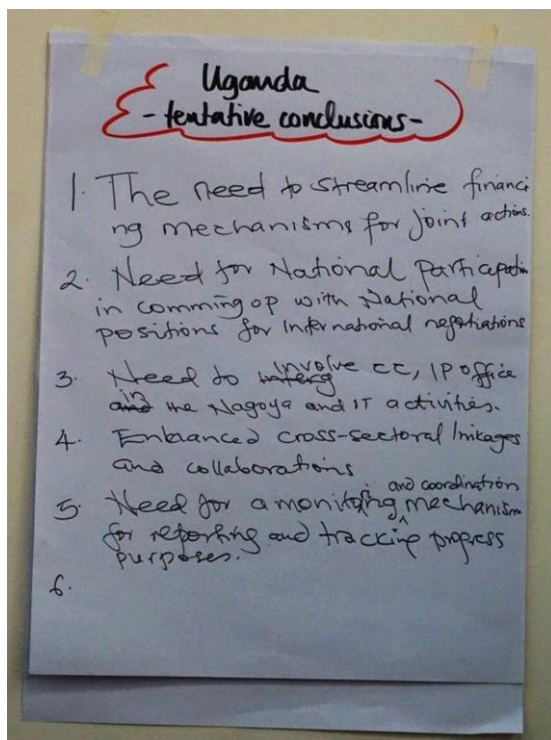 Uganda
- tentative conclusions -
1. The need to streamline financi
ng mechanisms for joint actions.
2. Need for National Participation
in comming op with National
positions for International negotiations
3. Need to involve CC, IP office
in the Nagoya and IT activities.
4. Enhanced cross-sectoral linkages
and collaborations
5. Need for a monitoring and coordination mechanism
for reporting and tracking progress
purposes.
6.